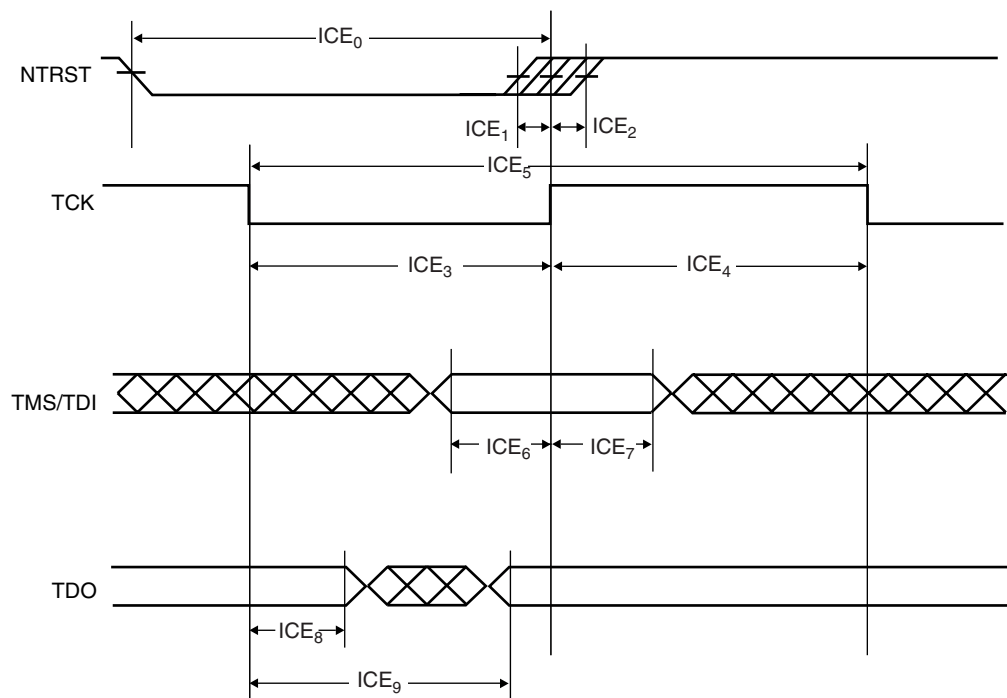 ICE₀
NTRST
ICE₁ ICE₂
ICE₅
TCK
ICE₃ ICE₄
TMS/TDI
ICE₆ ICE₇
TDO
ICE₈
ICE₉